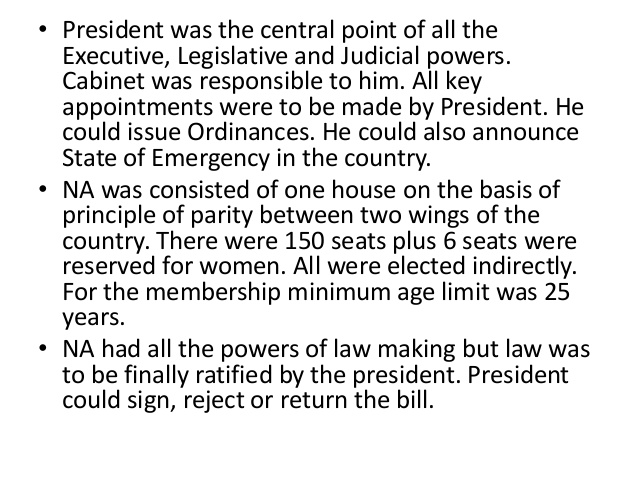 • President was the central point of all the
Executive, Legislative and Judicial powers.
Cabinet was responsible to him. All key
appointments were to be made by President. He
could issue Ordinances. He could also announce
State of Emergency in the country.
• NA was consisted of one house on the basis of
principle of parity between two wings of the
country. There were 150 seats plus 6 seats were
reserved for women. All were elected indirectly.
For the membership minimum age limit was 25
years.
• NA had all the powers of law making but law was
to be finally ratified by the president. President
could sign, reject or return the bill.